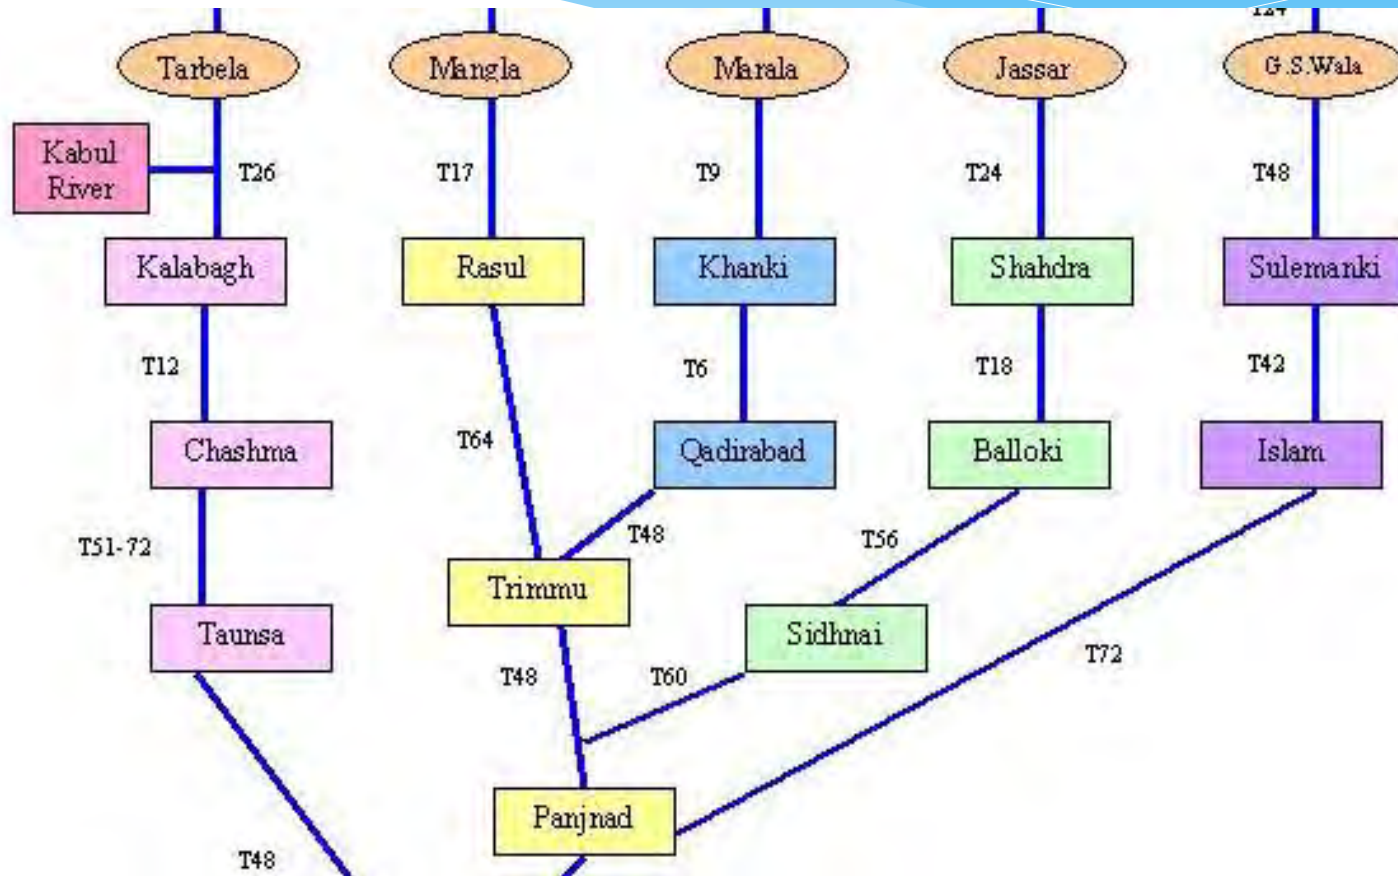 T24
Tarbela
Mangla
Marala
Jassar
G.S.Wala
Kabul
River
T26
T17
T9
T24
T48
Kalabagh
Rasul
Khanki
Shahdra
Sulemanki
T12
T6
T18
T42
T64
Chashma
Qadirabad
Balloki
Islam
T51-72
T48
T56
Trimmu
Taunsa
Sidhnai
T48
T60
T72
Panjnad
T48